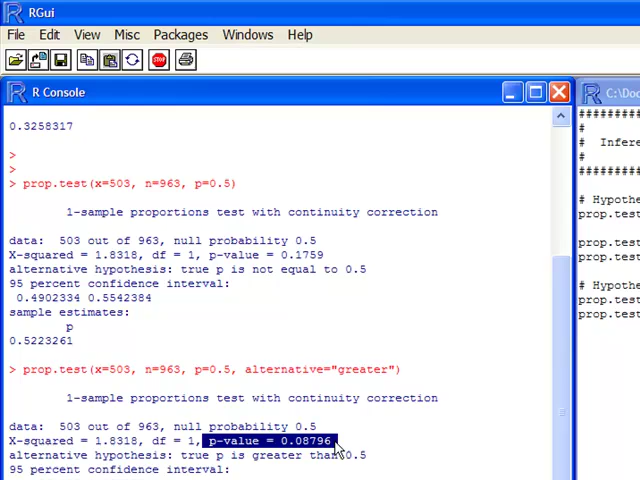 RGui
File Edit View Misc Packages Windows Help
STOP
R Console
0.3258317
>
>
> prop.test(x=503, n=963, p=0.5)
1-sample proportions test with continuity correction
data: 503 out of 963, null probability 0.5
X-squared = 1.8318, df = 1, p-value = 0.1759
alternative hypothesis: true p is not equal to 0.5
95 percent confidence interval:
0.4902334 0.5542384
sample estimates:
p
0.5223261
> prop.test(x=503, n=963, p=0.5, alternative="greater")
1-sample proportions test with continuity correction
data: 503 out of 963, null probability 0.5
X-squared = 1.8318, df = 1, p-value = 0.08796
alternative hypothesis: true p is greater than 0.5
95 percent confidence interval:
C:\Doc
#########
#
# Infere
#
#########
# Hypoth
prop.test
prop.test
prop.test
# Hypoth
prop.test
prop.test